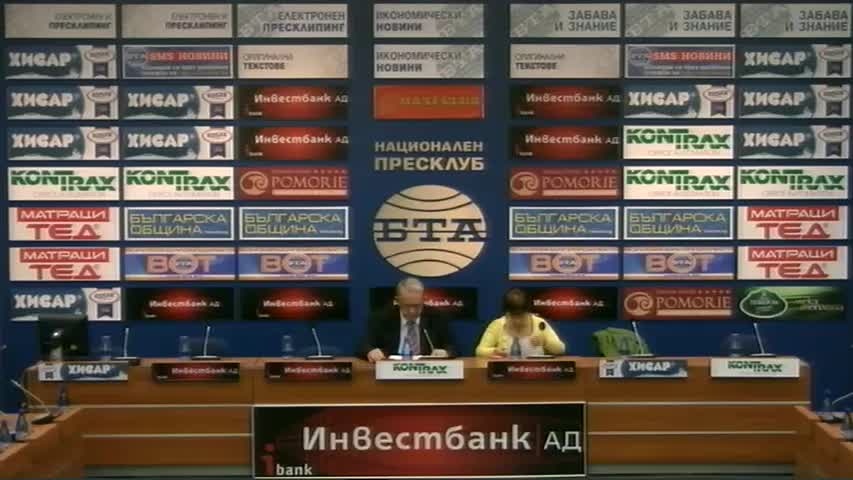 ЕЛЕКТРОНЕН И
ПРЕСКЛИПИНГ
ЕЛЕКТРОНЕН И
ПРЕСКЛИПИНГ
ЕЛЕКТРОНЕН И
ПРЕСКЛИПИНГ
ИКОНОМИЧЕСКИ
НОВИНИ
ЗАБАВА
И ЗНАНИЕ
ЗАБАВА
И ЗНАНИЕ
ЗАБАВА
И ЗНАНИЕ
ХИСАР
SMS НОВИНИ
ОРИГИНАЛНИ
ТЕКСТОВЕ
ИКОНОМИЧЕСКИ
НОВИНИ
ОРИГИНАЛНИ
ТЕКСТОВЕ
SMS НОВИНИ
ХИСАР
ХИСАР
ХИСАР
ИНВЕСТБАНК АД
ibank
ИНВЕСТБАНК АД
ibank
ХИСАР
ХИСАР
ХИСАР
ХИСАР
ИНВЕСТБАНК АД
ibank
НАЦИОНАЛЕН
ПРЕСКЛУБ
ИНВЕСТБАНК АД
ibank
KONTRAX
ХИСАР
KONTRAX
KONTRAX
POMORIE
POMORIE
KONTRAX
KONTRAX
МАТРАЦИ
ТЕД
БЪЛГАРСКА
ОБЩИНА
БЪЛГАРСКА
ОБЩИНА
БТА
БЪЛГАРСКА
ОБЩИНА
БЪЛГАРСКА
ОБЩИНА
МАТРАЦИ
ТЕД
МАТРАЦИ
ТЕД
ВОТ
ВОТ
ВОТ
ВОТ
МАТРАЦИ
ТЕД
ХИСАР
ИНВЕСТБАНК АД
ИНВЕСТБАНК АД
ИНВЕСТБАНК АД
POMORIE
ХИСАР
ИНВЕСТБАНК АД
ИНВЕСТБАНК АД
KONTRAX
ИНВЕСТБАНК АД
ХИСАР
KONTRAX
ИНВЕСТБАНК АД
ibank